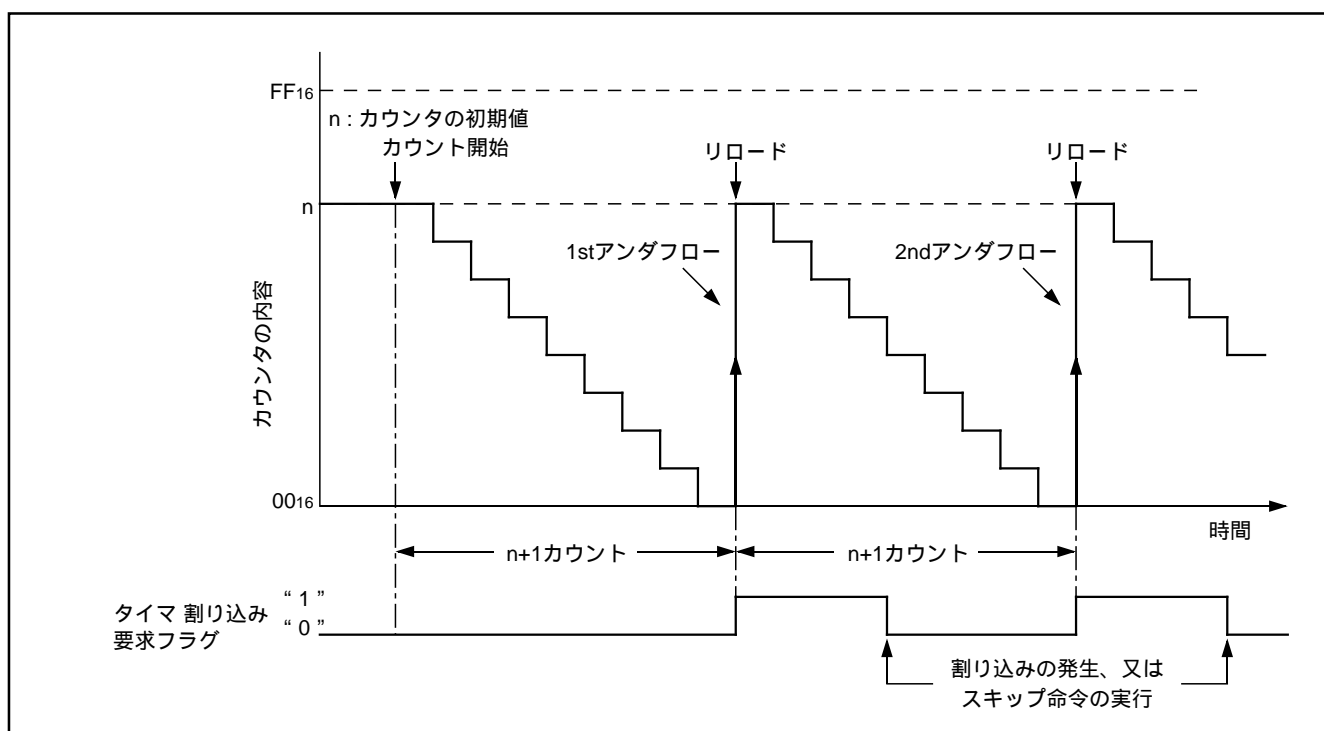 FF16
n : カウンタの初期値
カウント開始
リロード
リロード
n
1stアンダフロー
2ndアンダフロー
カウンタの内容
0016
時間
n+1カウント
n+1カウント
タイマ 割り込み
要求フラグ
“ 1 ”
“ 0 ”
割り込みの発生、又は
スキップ命令の実行